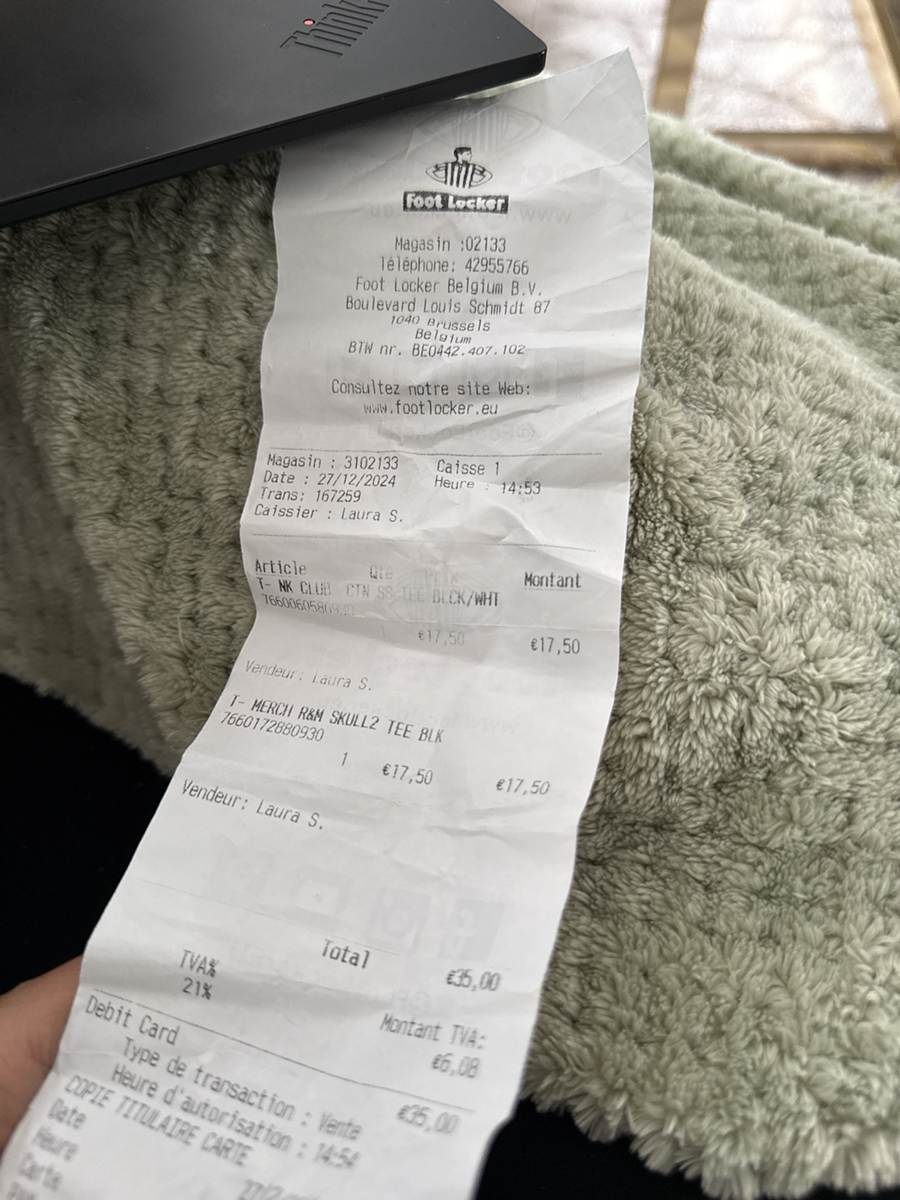 Think
Foot Locker
Magasin :02133
Téléphone: 42955766
Foot Locker Belgium B.V.
Boulevard Louis Schmidt 87
1040 Brussels
Belgium
BTW nr. BE0442.407.102
Consultez notre site Web:
www.footlocker.eu
Magasin : 3102133 Caisse 1
Date : 27/12/2024 Heure : 14:53
Trans: 167259
Caissier : Laura S.
Article Qte Prix Montant
T- NK CLUB CTN SS TEE BLCK/WHT
€17,50 €17,50
Vendeur: Laura S.
T- MERCH R&M SKULL2 TEE BLK
7660172880930
1 €17,50 €17,50
Vendeur: Laura S.
Total €35,00
TVA% Montant TVA:
21% €6,08
Debit Card €35,00
Type de transaction : Vente
Heure d'autorisation : 14:54
COPIE TITULAIRE CARTE
Date
Heure
Carte